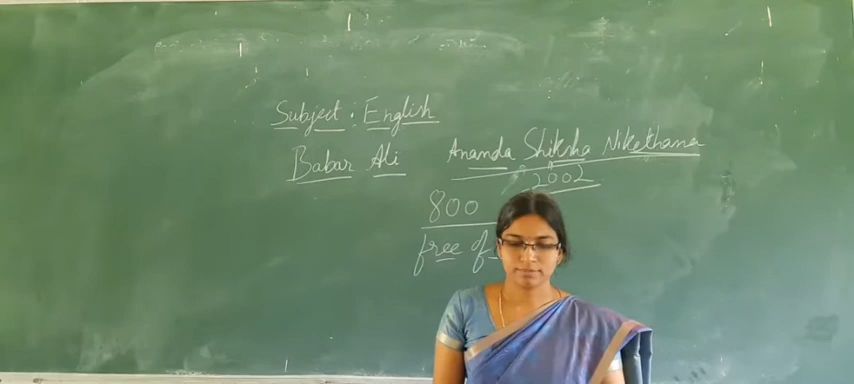 Subject: English
Babar Ali Ananda Shiksha Nikethana
2002
800
free of